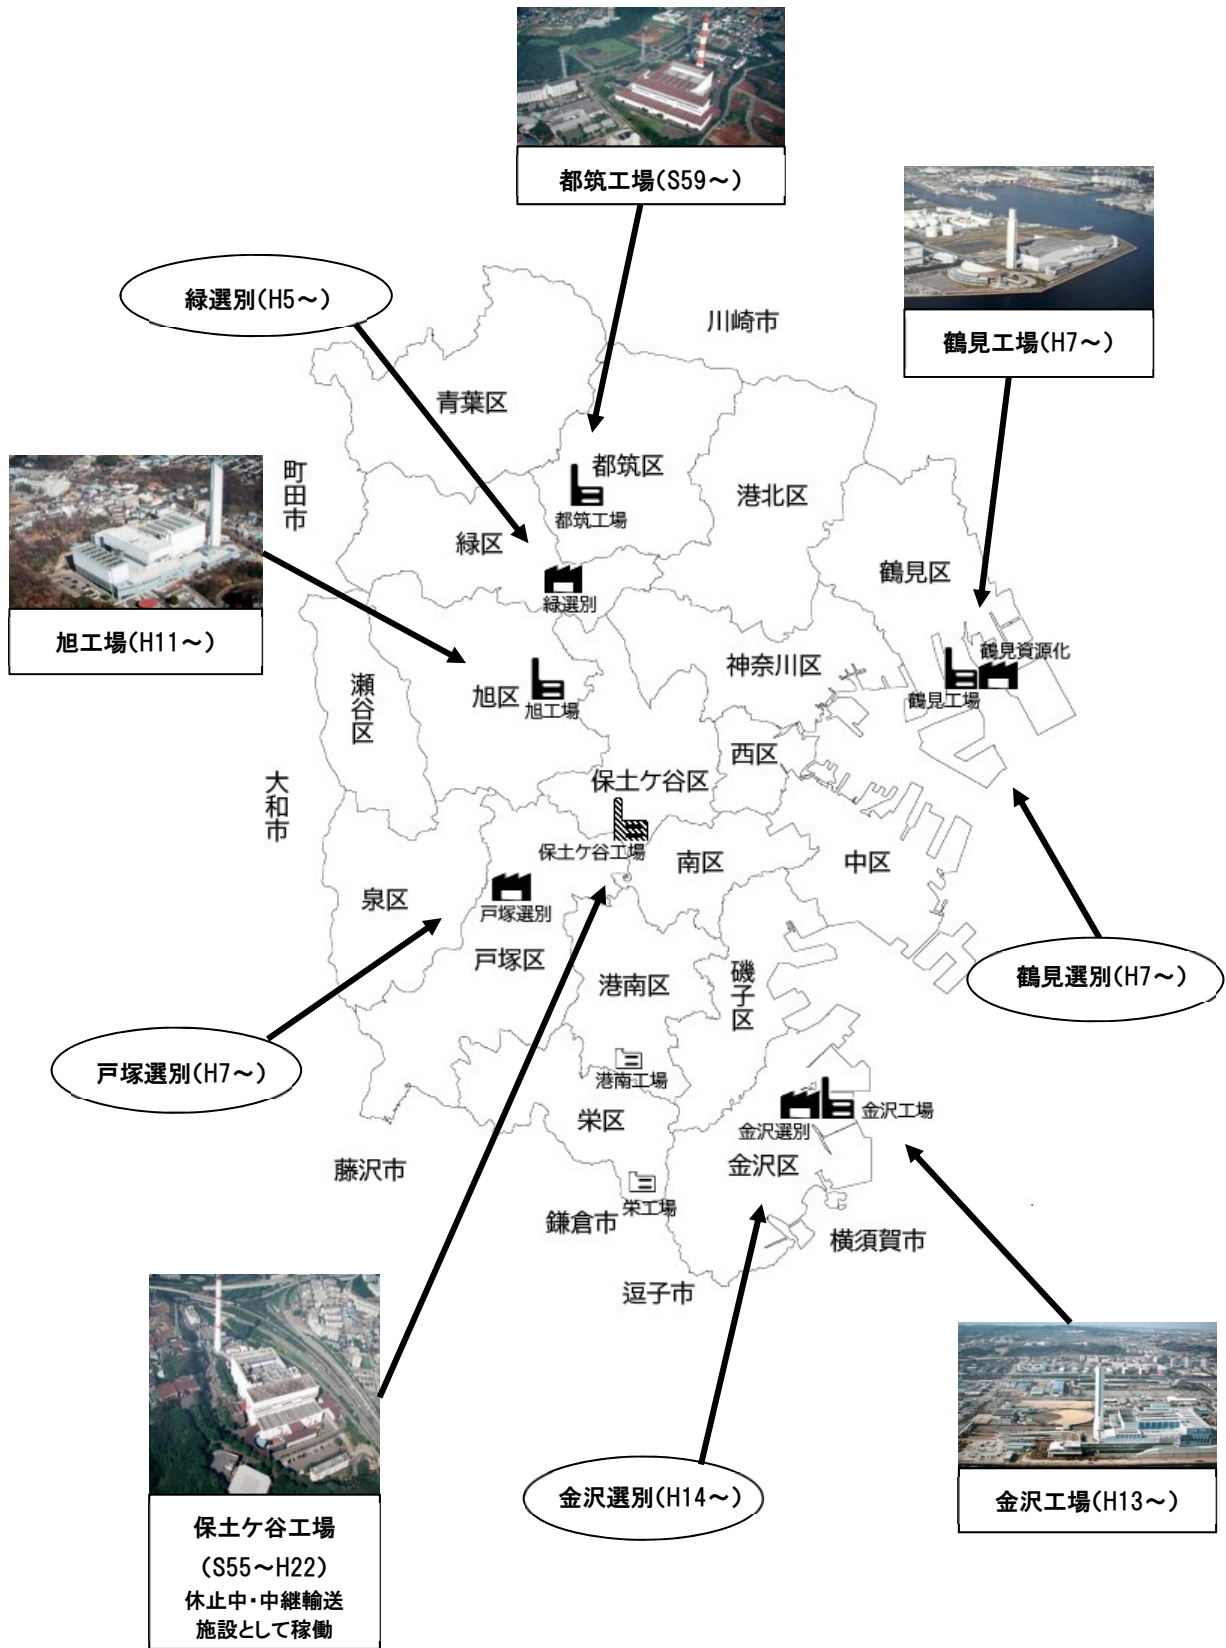 都筑工場(S59～)
鶴見工場(H7～)
緑選別(H5～)
川崎市
青葉区
町田市
都筑区
港北区
都筑工場
緑区
鶴見区
緑選別
旭工場(H11～)
神奈川区
鶴見資源化
瀬谷区
旭区
旭工場
鶴見工場
西区
大和市
保土ケ谷区
保土ケ谷工場
南区
中区
泉区
戸塚選別
戸塚区
港南区
磯子区
鶴見選別(H7～)
戸塚選別(H7～)
港南工場
栄区
金沢選別
金沢工場
藤沢市
金沢区
栄工場
鎌倉市
横須賀市
逗子市
保土ケ谷工場
(S55～H22)
休止中・中継輸送
施設として稼働
金沢選別(H14～)
金沢工場(H13～)